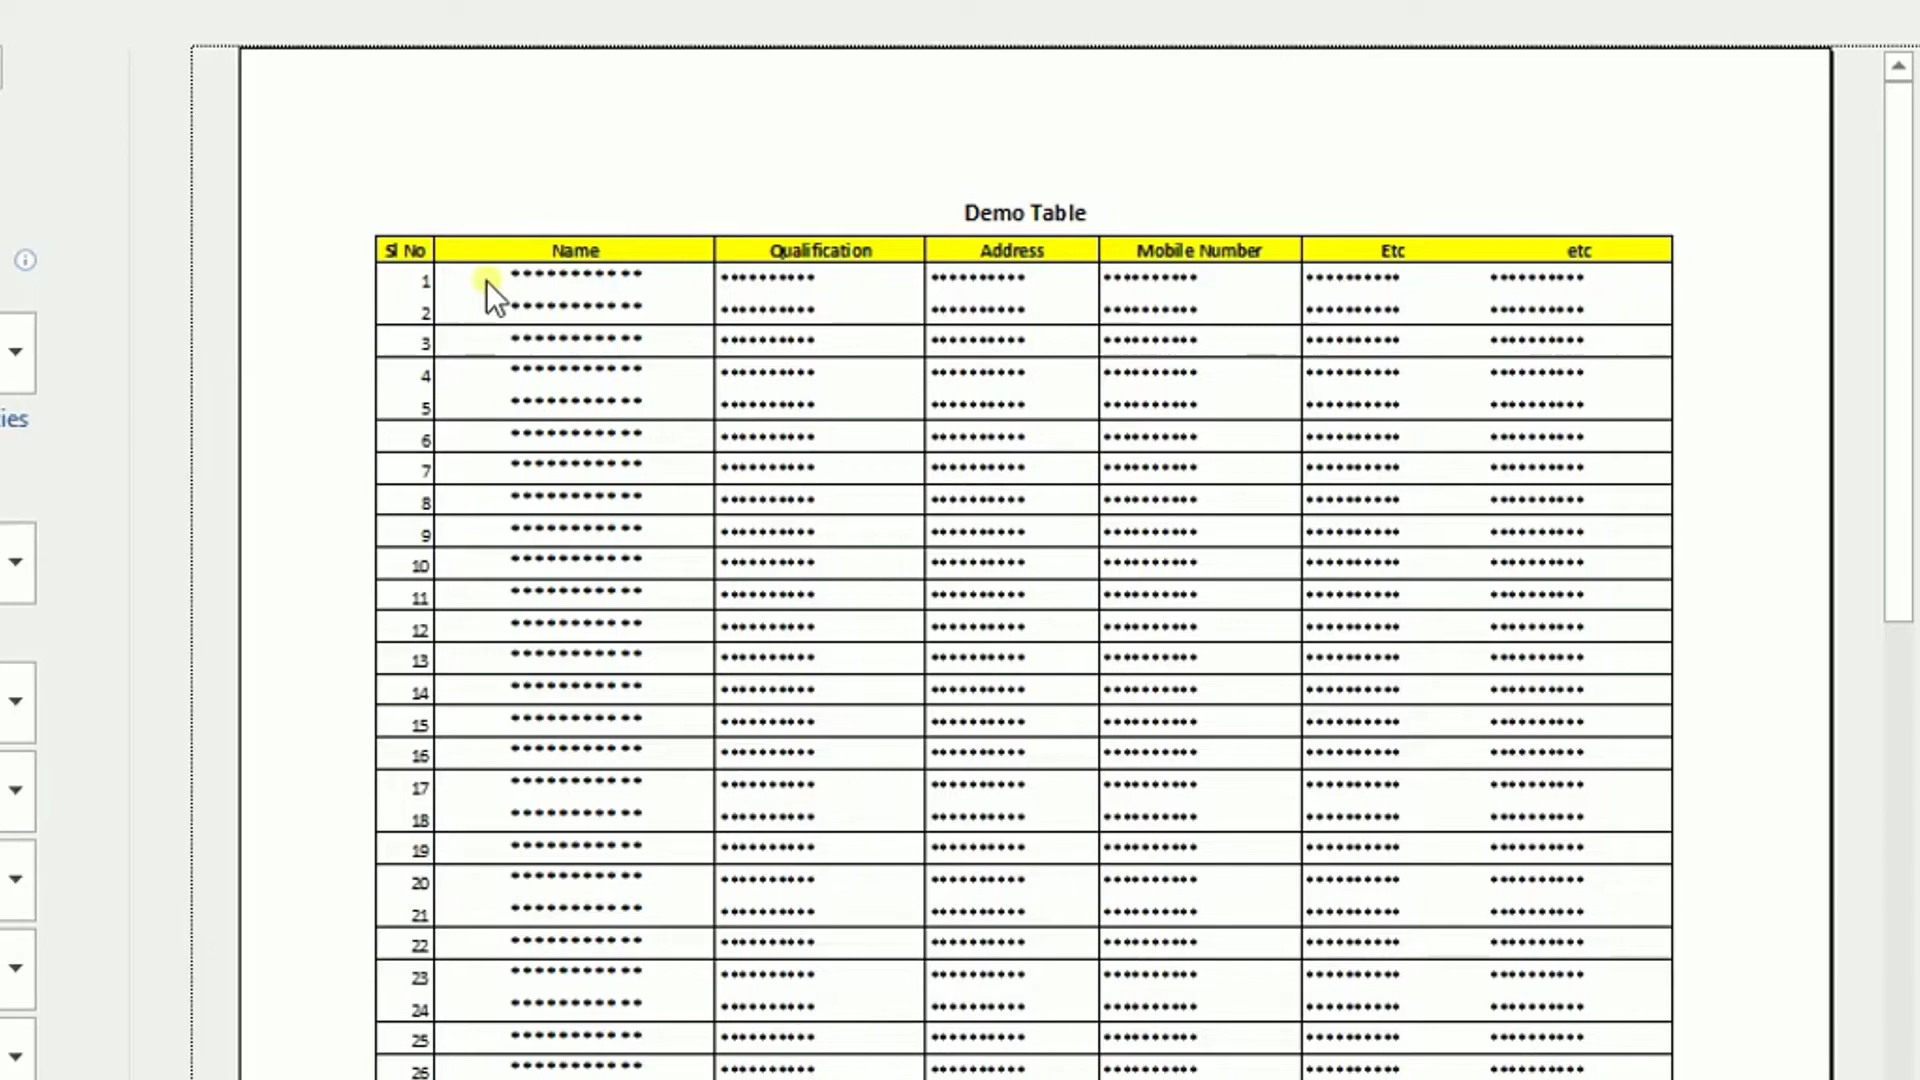 Demo Table
Sl No Name Qualification Address Mobile Number Etc etc
1 *********** ********** ********** ********** ********** **********
2 *********** ********** ********** ********** ********** **********
3 *********** ********** ********** ********** ********** **********
4 *********** ********** ********** ********** ********** **********
ies
5 *********** ********** ********** ********** ********** **********
6 *********** ********** ********** ********** ********** **********
7 *********** ********** ********** ********** ********** **********
8 *********** ********** ********** ********** ********** **********
9 *********** ********** ********** ********** ********** **********
10 *********** ********** ********** ********** ********** **********
11 *********** ********** ********** ********** ********** **********
12 *********** ********** ********** ********** ********** **********
13 *********** ********** ********** ********** ********** **********
14 *********** ********** ********** ********** ********** **********
15 *********** ********** ********** ********** ********** **********
16 *********** ********** ********** ********** ********** **********
17 *********** ********** ********** ********** ********** **********
18 *********** ********** ********** ********** ********** **********
19 *********** ********** ********** ********** ********** **********
20 *********** ********** ********** ********** ********** **********
21 *********** ********** ********** ********** ********** **********
22 *********** ********** ********** ********** ********** **********
23 *********** ********** ********** ********** ********** **********
24 *********** ********** ********** ********** ********** **********
25 *********** ********** ********** ********** ********** **********
26 *********** ********** ********** ********** ********** **********